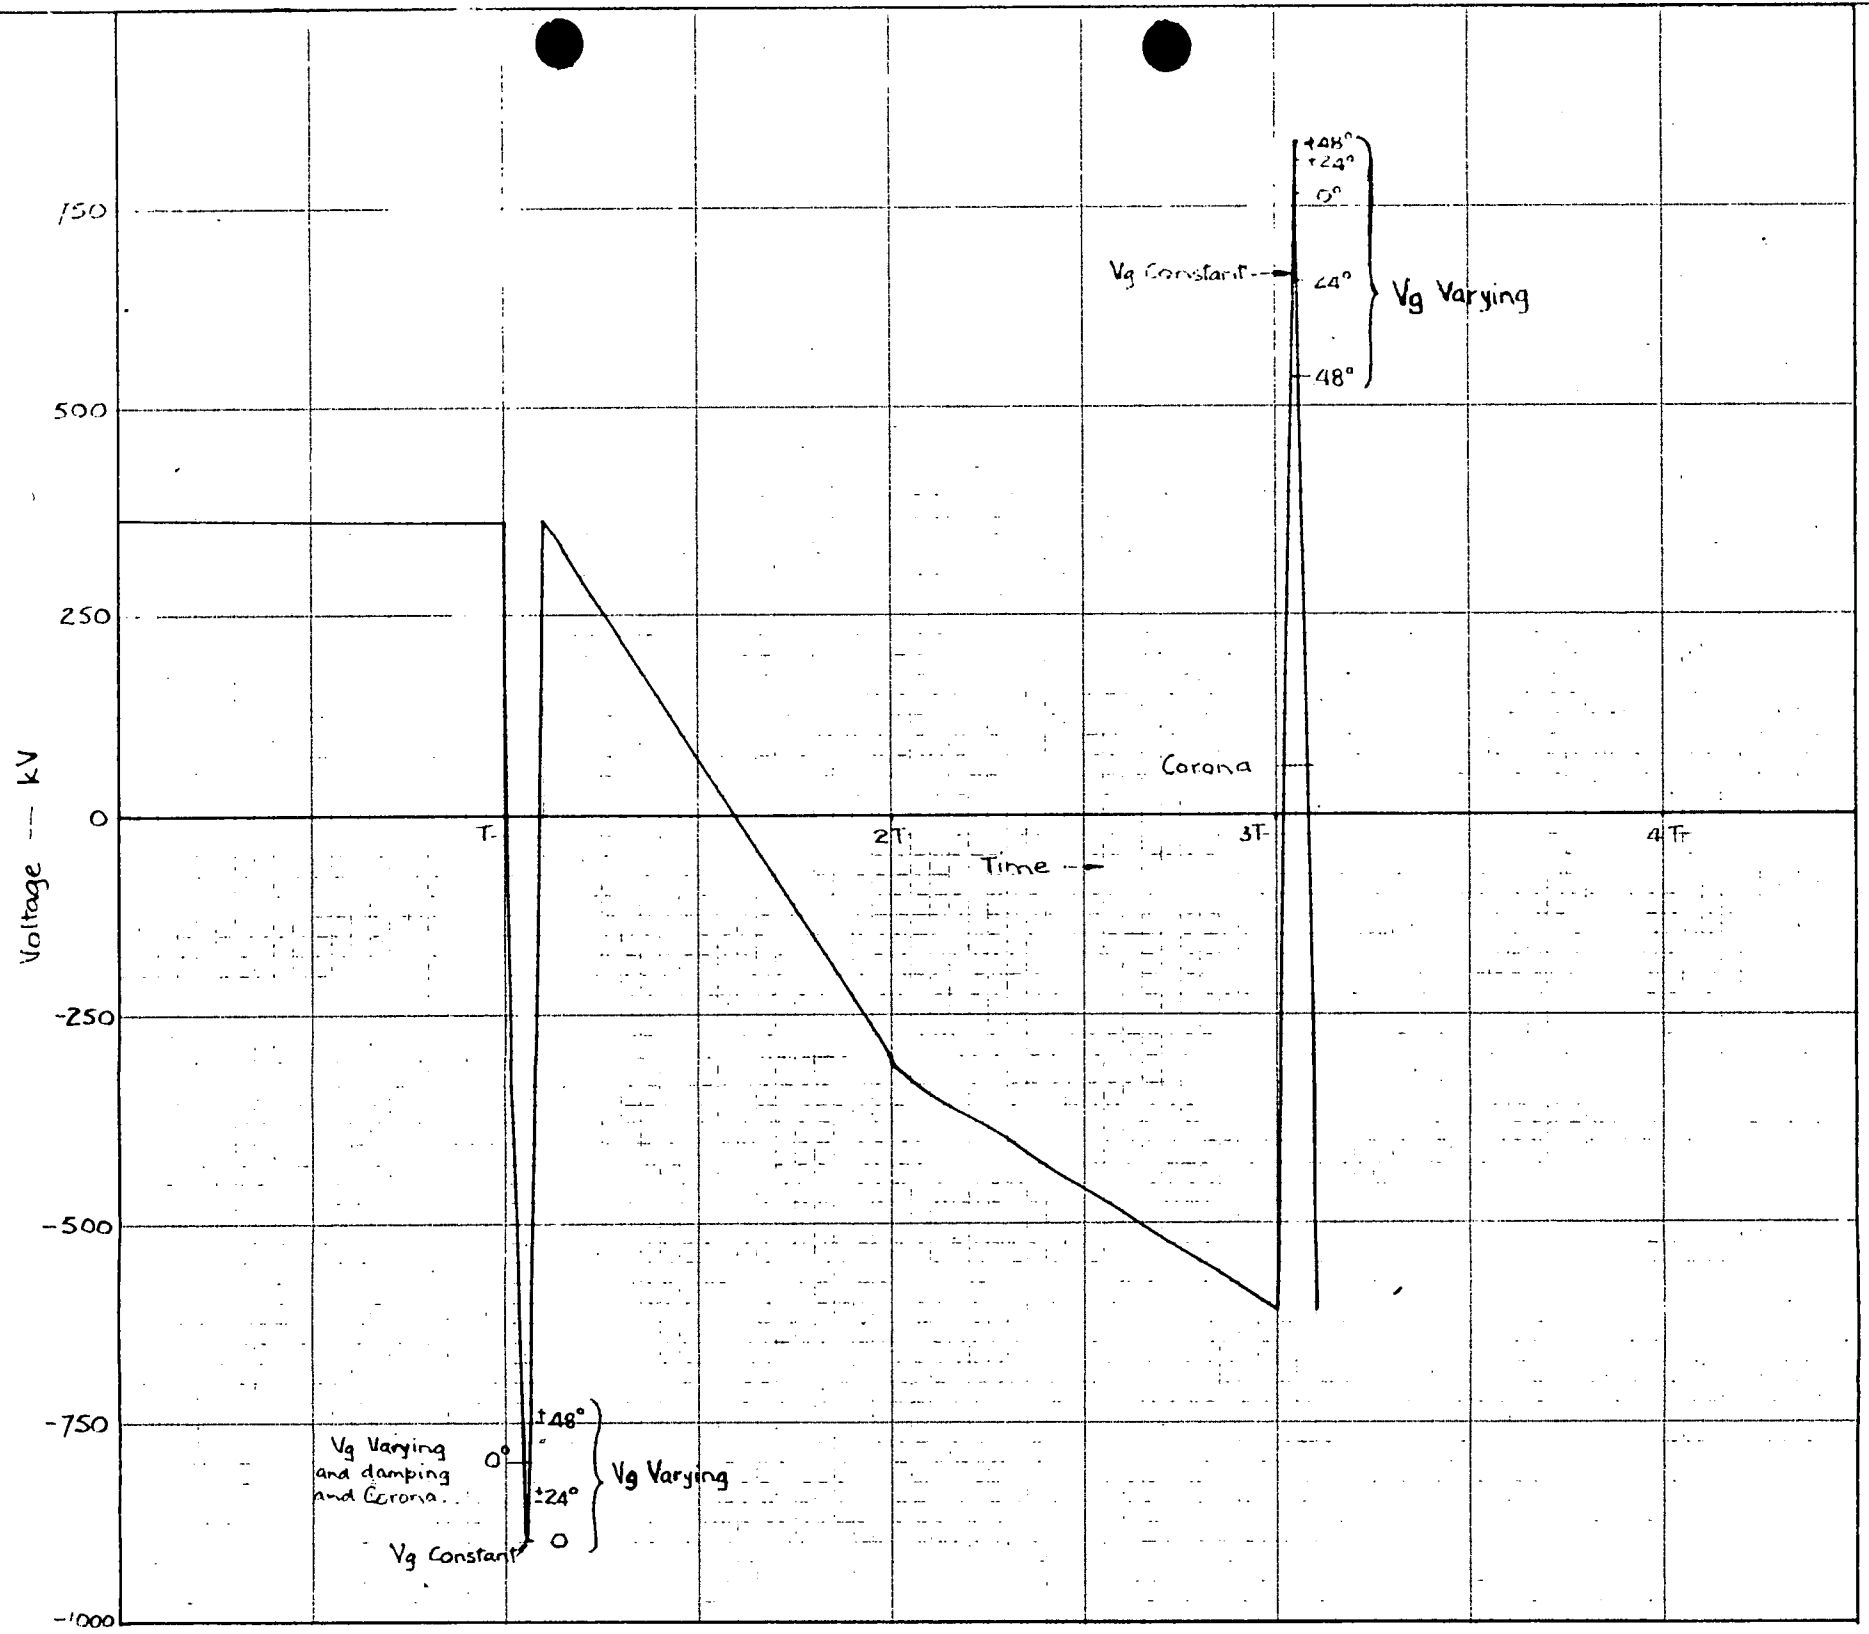 +48°
+24°
0°
750
Vg Constant
24°
Vg Varying
48°
500
250
Corona
0
T
2T
3T
4T
Time
Voltage -- kV
-250
-500
-750
±48°
Vg Varying
0°
and damping
Vg Varying
±24°
and Corona
0
Vg Constant
-1000